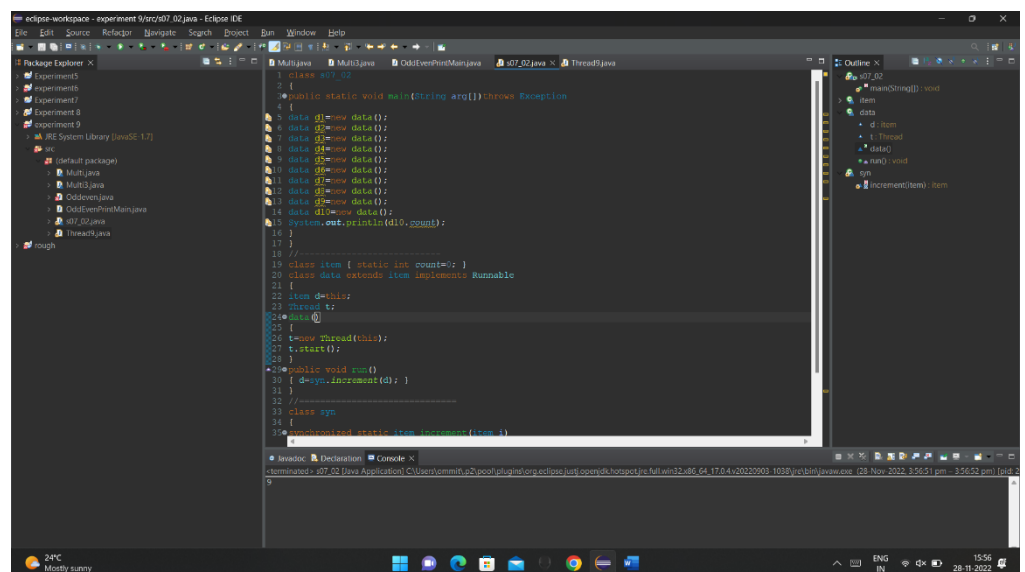 eclipse-workspace - experiment 9/src/s07_02.java - Eclipse IDE
File Edit Source Refactor Navigate Search Project Run Window Help
Package Explorer
Experiment5
experiment6
Experiment7
Experiment 8
experiment 9
JRE System Library [JavaSE-1.7]
src
(default package)
Multi.java
Multi3.java
Oddeven.java
OddEvenPrintMain.java
s07_02.java
Thread9.java
rough
Multi.java Multi3.java OddEvenPrintMain.java s07_02.java Thread9.java
1 class s07_02
2 {
3 public static void main(String arg[])throws Exception
4 {
5 data d1=new data();
6 data d2=new data();
7 data d3=new data();
8 data d4=new data();
9 data d5=new data();
10 data d6=new data();
11 data d7=new data();
12 data d8=new data();
13 data d9=new data();
14 data d10=new data();
15 System.out.println(d10.count);
16 }
17 }
18 //---------------------------
19 class item { static int count=0; }
20 class data extends item implements Runnable
21 {
22 item d=this;
23 Thread t;
24 data()
25 {
26 t=new Thread(this);
27 t.start();
28 }
29 public void run()
30 { d=syn.increment(d); }
31 }
32 //==============================
33 class syn
34 {
35 synchronized static item increment(item i)
Outline
s07_02
main(String[]) : void
item
data
d : item
t : Thread
data()
run() : void
syn
increment(item) : item
Javadoc Declaration Console
<terminated> s07_02 [Java Application] C:\Users\ommit\.p2\pool\plugins\org.eclipse.justj.openjdk.hotspot.jre.full.win32.x86_64_17.0.4.v20220903-1038\jre\bin\javaw.exe (28-Nov-2022, 3:56:51 pm – 3:56:52 pm) [pid: 2
9
24°C
Mostly sunny
ENG
IN
15:56
28-11-2022